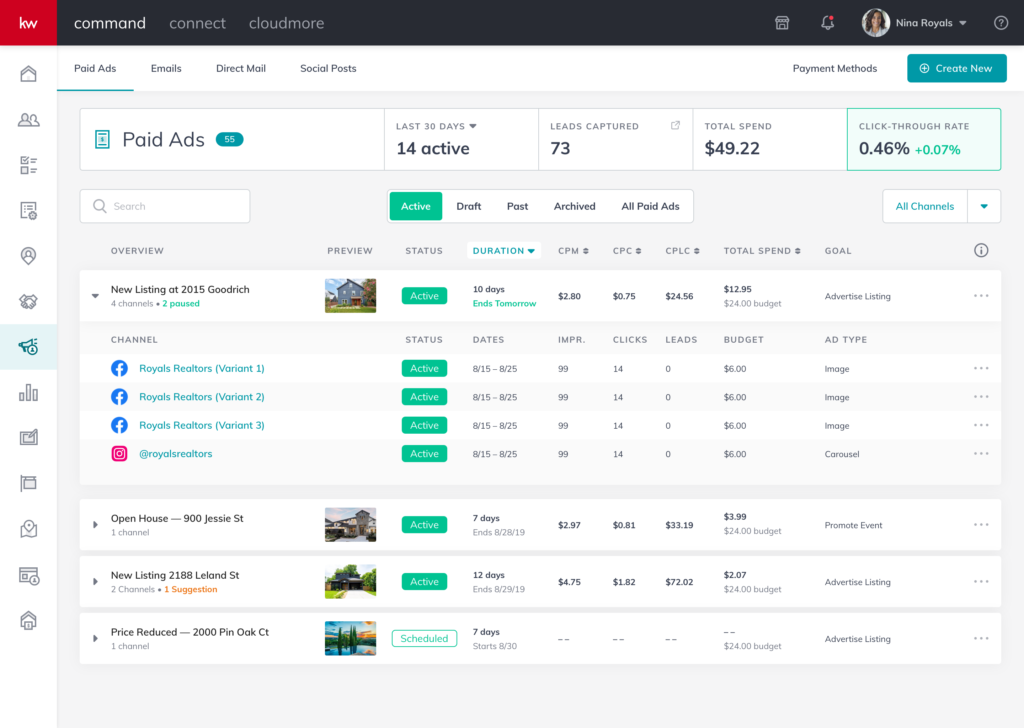 kw command connect cloudmore Nina Royals
Paid Ads Emails Direct Mail Social Posts Payment Methods Create New
Paid Ads 55
LAST 30 DAYS
14 active
LEADS CAPTURED
73
TOTAL SPEND
$49.22
CLICK-THROUGH RATE
0.46% +0.07%
Search
Active Draft Past Archived All Paid Ads
All Channels
OVERVIEW PREVIEW STATUS DURATION CPM CPC CPLC TOTAL SPEND GOAL
New Listing at 2015 Goodrich
4 channels • 2 paused
Active
10 days
Ends Tomorrow
$2.80 $0.75 $24.56
$12.95
$24.00 budget
Advertise Listing
CHANNEL STATUS DATES IMPR. CLICKS LEADS BUDGET AD TYPE
Royals Realtors (Variant 1) Active 8/15 – 8/25 99 14 0 $6.00 Image
Royals Realtors (Variant 2) Active 8/15 – 8/25 99 14 0 $6.00 Image
Royals Realtors (Variant 3) Active 8/15 – 8/25 99 14 0 $6.00 Image
@royalsrealtors Active 8/15 – 8/25 99 14 0 $6.00 Carousel
Open House — 900 Jessie St
1 channel
Active
7 days
Ends 8/28/19
$2.97 $0.81 $33.19
$3.99
$24.00 budget
Promote Event
New Listing 2188 Leland St
2 Channels • 1 Suggestion
Active
12 days
Ends 8/29/19
$4.75 $1.82 $72.02
$2.07
$24.00 budget
Advertise Listing
Price Reduced — 2000 Pin Oak Ct
1 channel
Scheduled
7 days
Starts 8/30
-- -- --
--
$24.00 budget
Advertise Listing